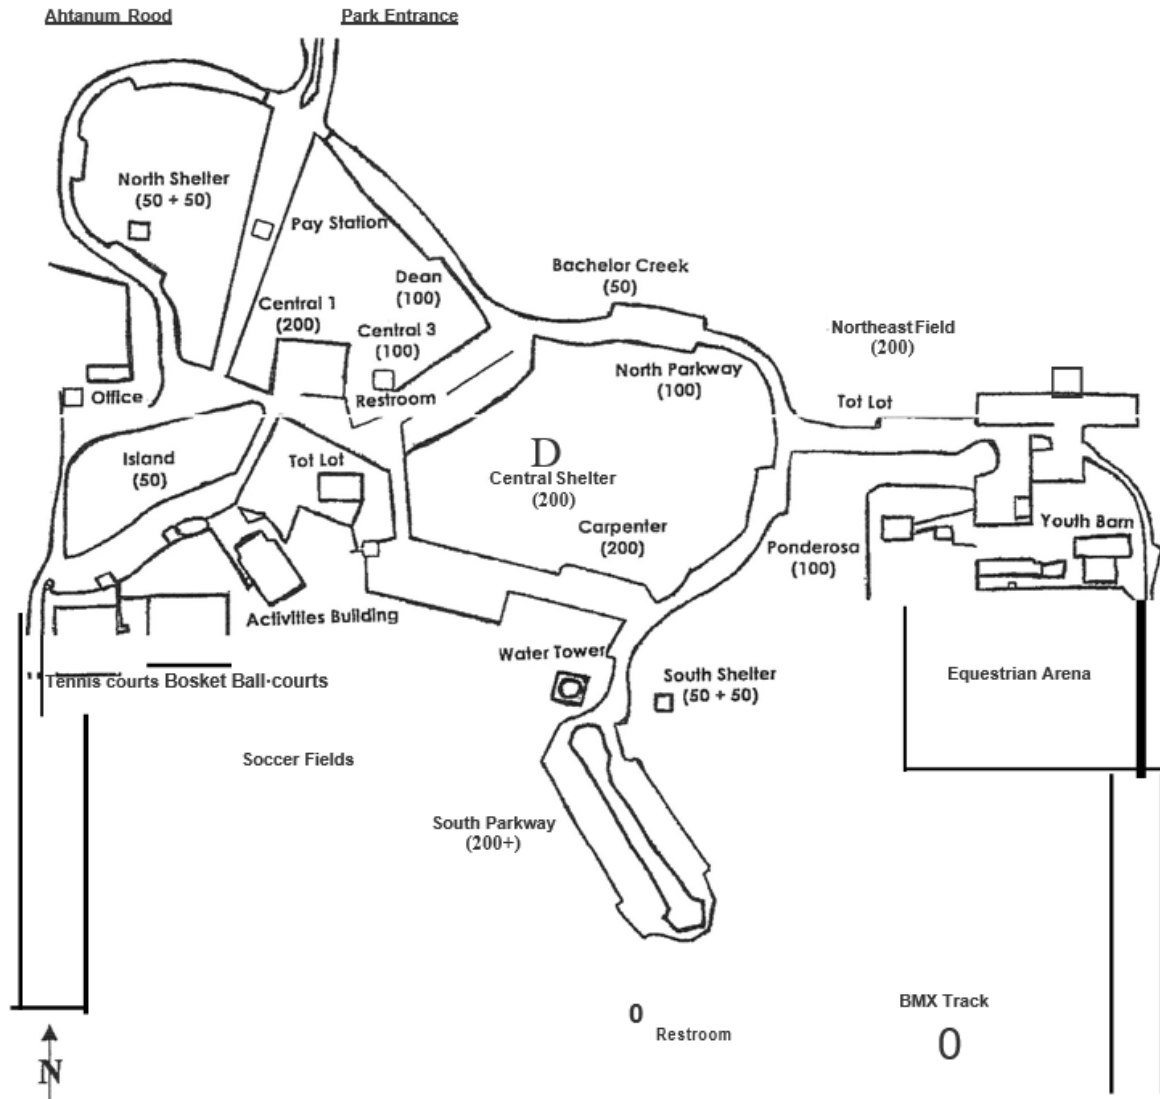 Ahtanum Rood
Park Entrance
North Shelter
(50 + 50)
Pay Station
Bachelor Creek
(50)
Dean
(100)
Central 1
(200)
Central 3
(100)
Northeast Field
(200)
North Parkway
(100)
Office
Restroom
Tot Lot
Island
(50)
Tot Lot
D
Central Shelter
(200)
Carpenter
(200)
Youth Barn
Ponderosa
(100)
Activities Building
Water Tower
South Shelter
(50 + 50)
Equestrian Arena
Tennis courts Bosket Ball·courts
Soccer Fields
South Parkway
(200+)
BMX Track
0
Restroom
0
N